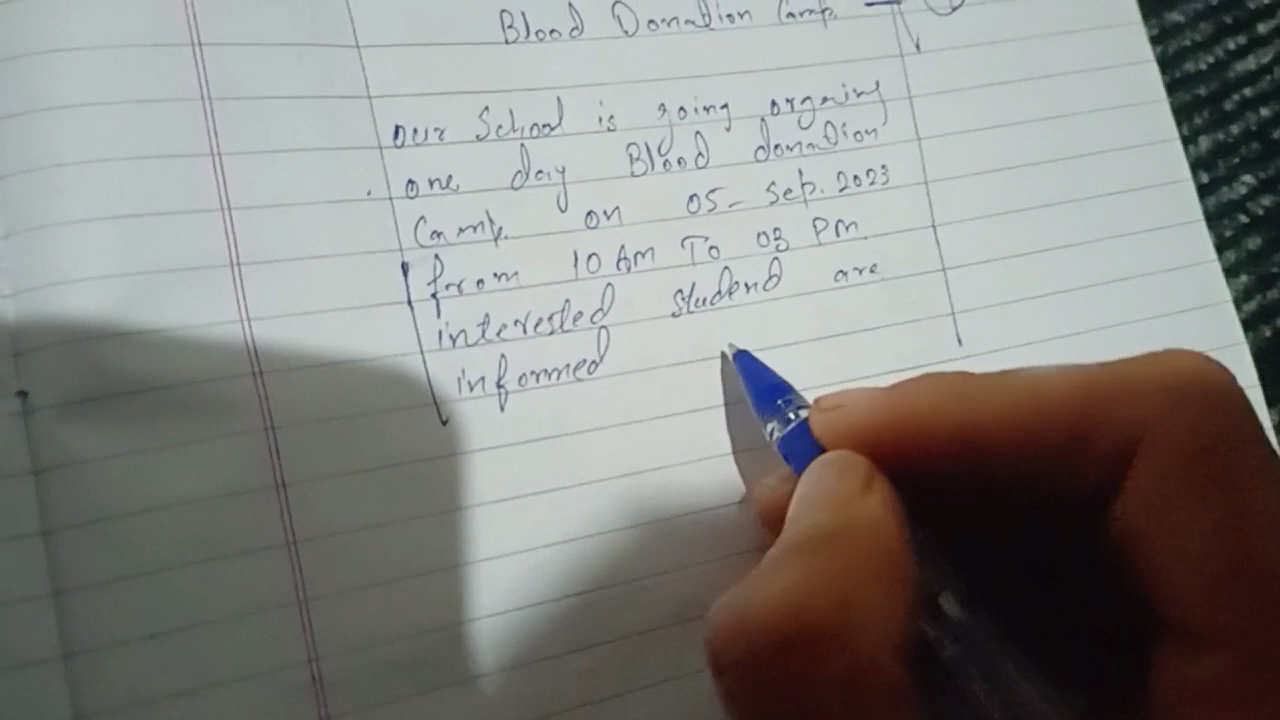 Blood Donation Camp.
our School is going orgaing
one day Blood donation
Camp. on 05- Sep. 2023
from 10 Am To 03 PM
interested student are
informed